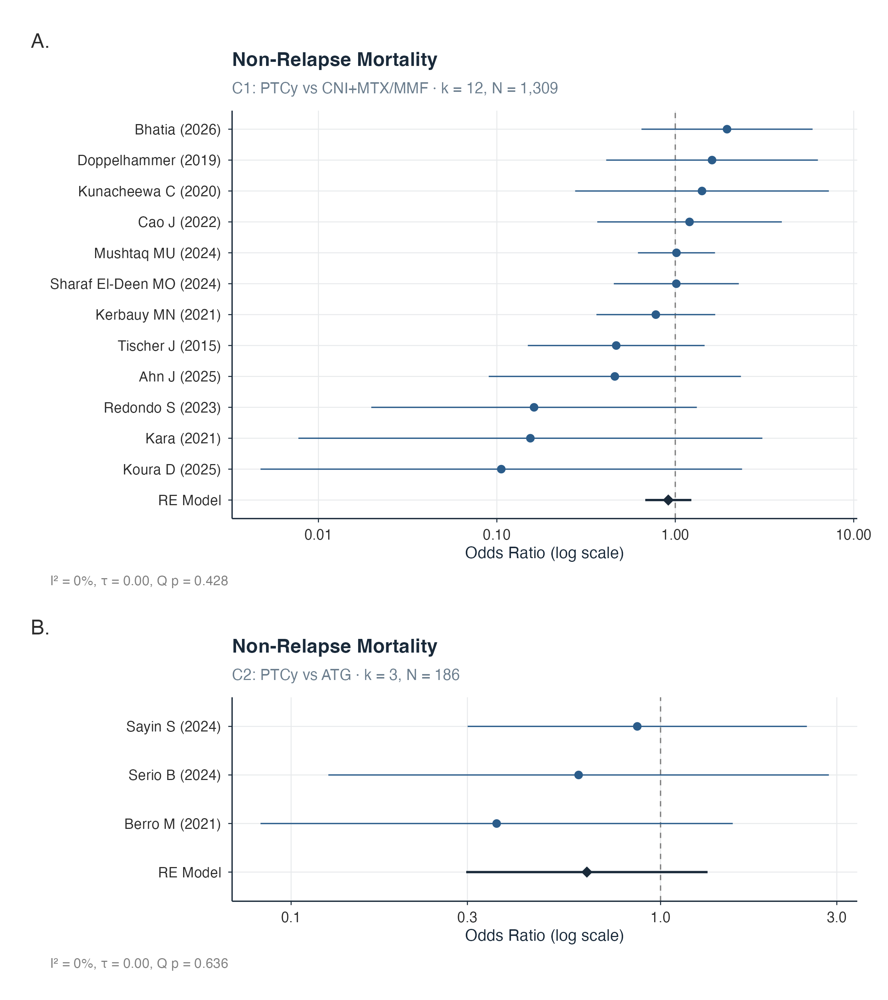 A.
Non-Relapse Mortality
C1: PTCy vs CNI+MTX/MMF · k = 12, N = 1,309
Bhatia (2026)
Doppelhammer (2019)
Kunacheewa C (2020)
Cao J (2022)
Mushtaq MU (2024)
Sharaf El-Deen MO (2024)
Kerbauy MN (2021)
Tischer J (2015)
Ahn J (2025)
Redondo S (2023)
Kara (2021)
Koura D (2025)
RE Model
0.01 0.10 1.00 10.00
Odds Ratio (log scale)
I² = 0%, τ = 0.00, Q p = 0.428
B.
Non-Relapse Mortality
C2: PTCy vs ATG · k = 3, N = 186
Sayin S (2024)
Serio B (2024)
Berro M (2021)
RE Model
0.1 0.3 1.0 3.0
Odds Ratio (log scale)
I² = 0%, τ = 0.00, Q p = 0.636